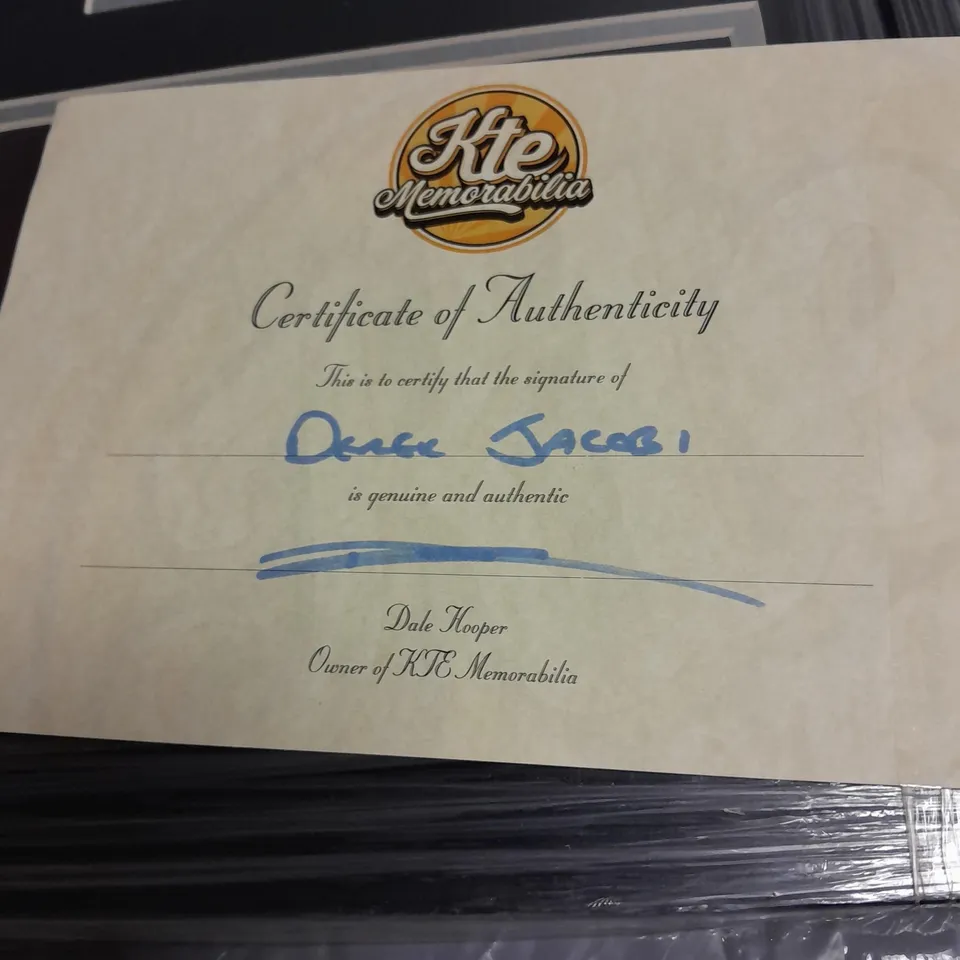 Kte
Memorabilia
Certificate of Authenticity
This is to certify that the signature of
DEREK JACOBI
is genuine and authentic
Dale Hooper
Owner of KTE Memorabilia